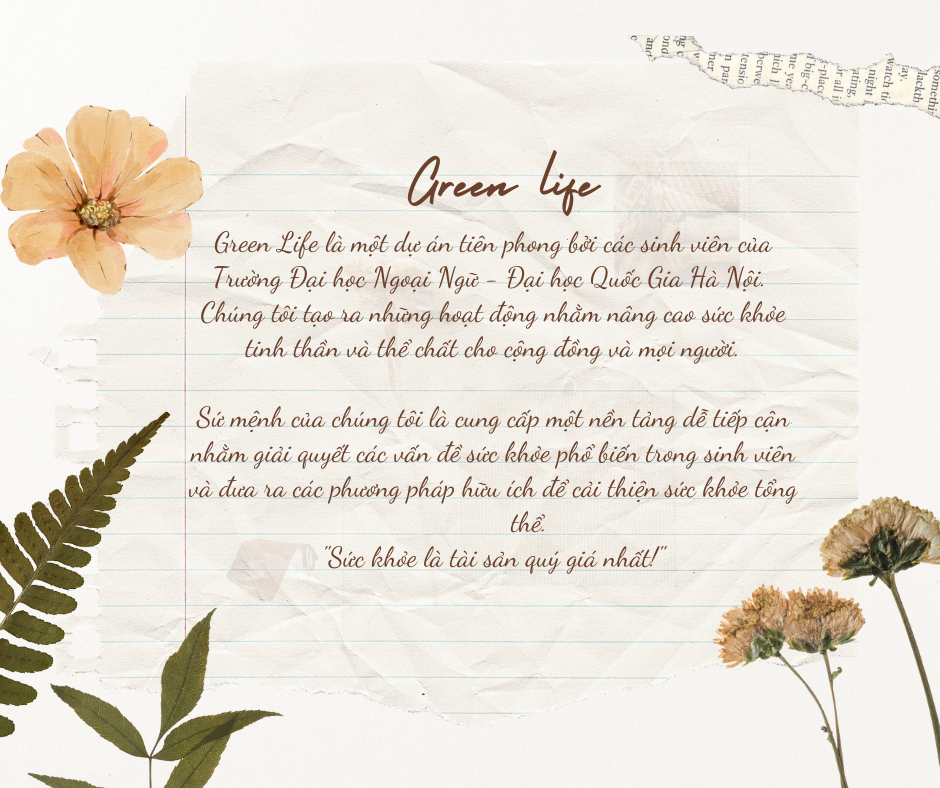 Green life
Green Life là một dự án tiên phong bởi các sinh viên của
Trường Đại học Ngoại Ngữ - Đại học Quốc Gia Hà Nội.
Chúng tôi tạo ra những hoạt động nhằm nâng cao sức khỏe
tinh thần và thể chất cho cộng đồng và mọi người.
Sứ mệnh của chúng tôi là cung cấp một nền tảng dễ tiếp cận
nhằm giải quyết các vấn đề sức khỏe phổ biến trong sinh viên
và đưa ra các phương pháp hữu ích để cải thiện sức khỏe tổng
thể.
"Sức khỏe là tài sản quý giá nhất!"